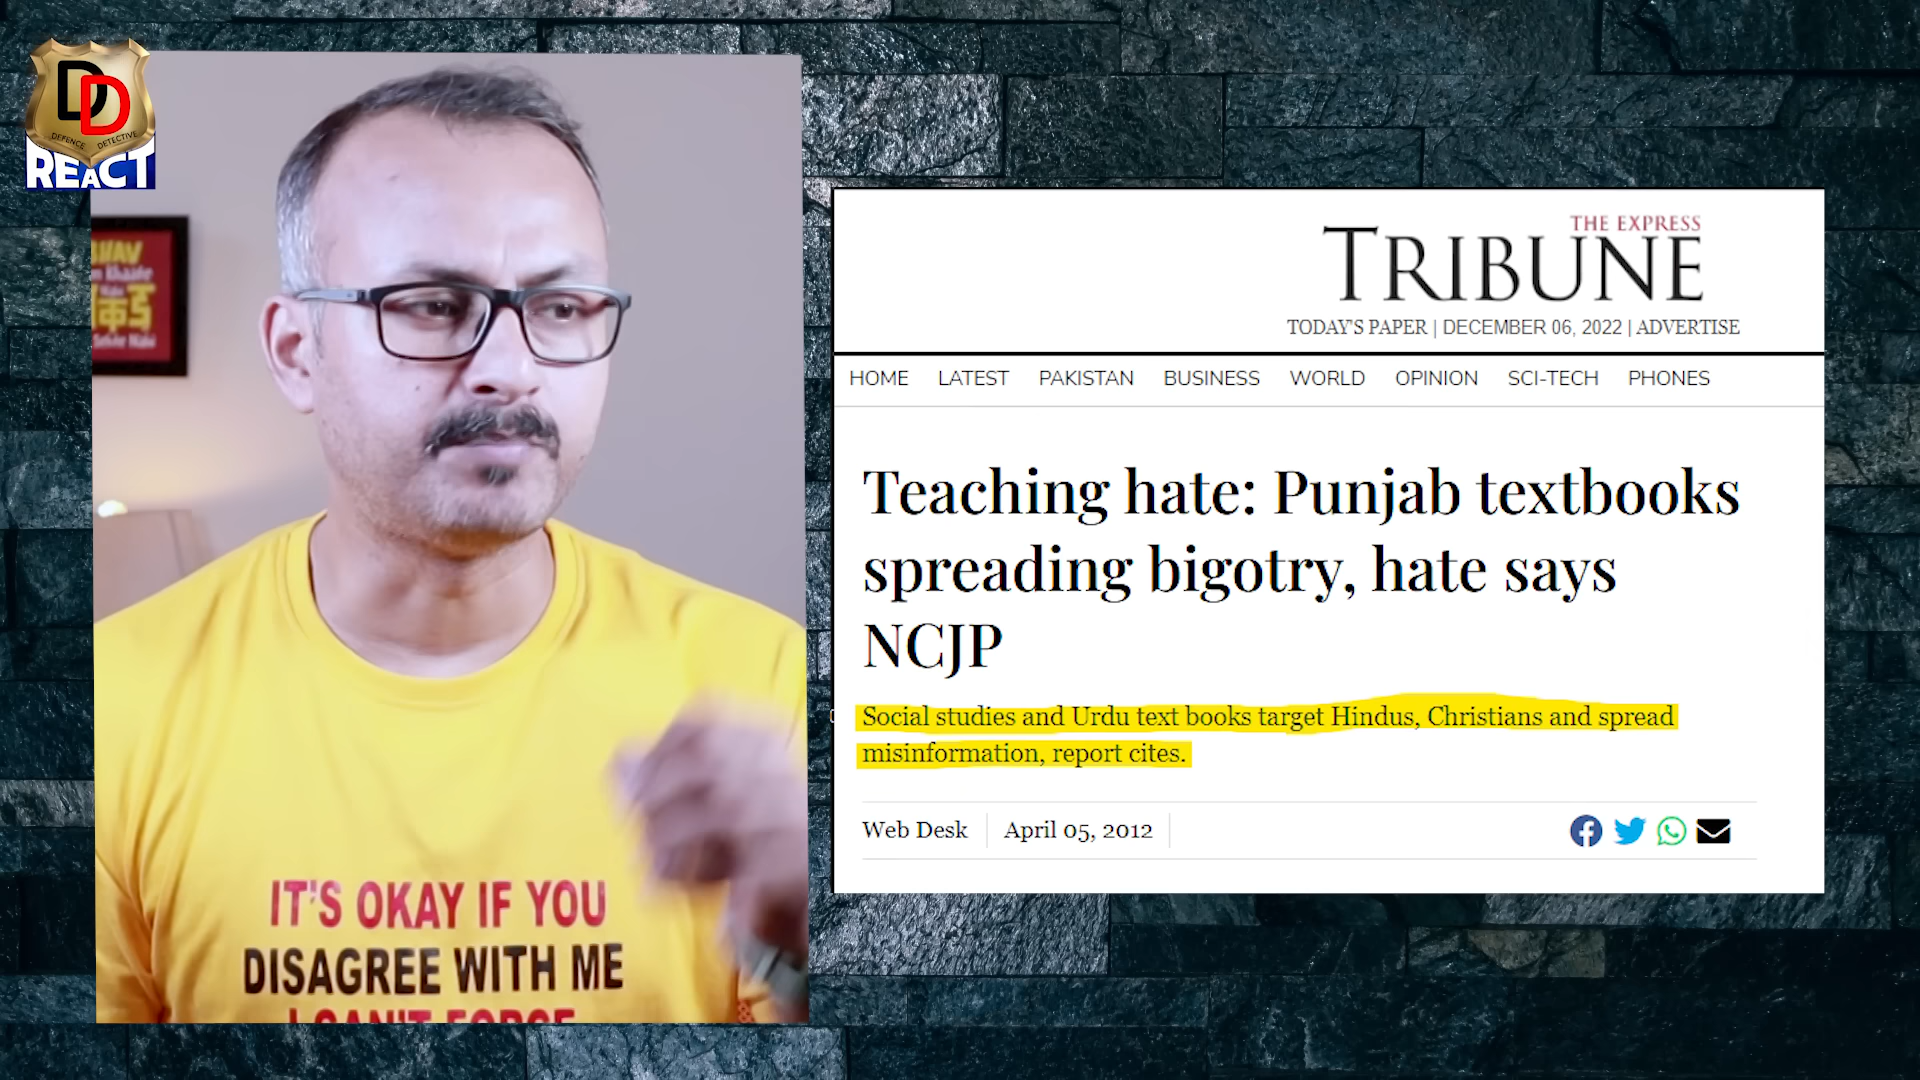 DD
DEFENCE DETECTIVE
REACT
कड़
THE EXPRESS
TRIBUNE
TODAY'S PAPER | DECEMBER 06, 2022 | ADVERTISE
HOME LATEST PAKISTAN BUSINESS WORLD OPINION SCI-TECH PHONES
Teaching hate: Punjab textbooks
spreading bigotry, hate says
NCJP
Social studies and Urdu text books target Hindus, Christians and spread
misinformation, report cites.
Web Desk
April 05, 2012
IT'S OKAY IF YOU
DISAGREE WITH ME
I CAN'T FORCE